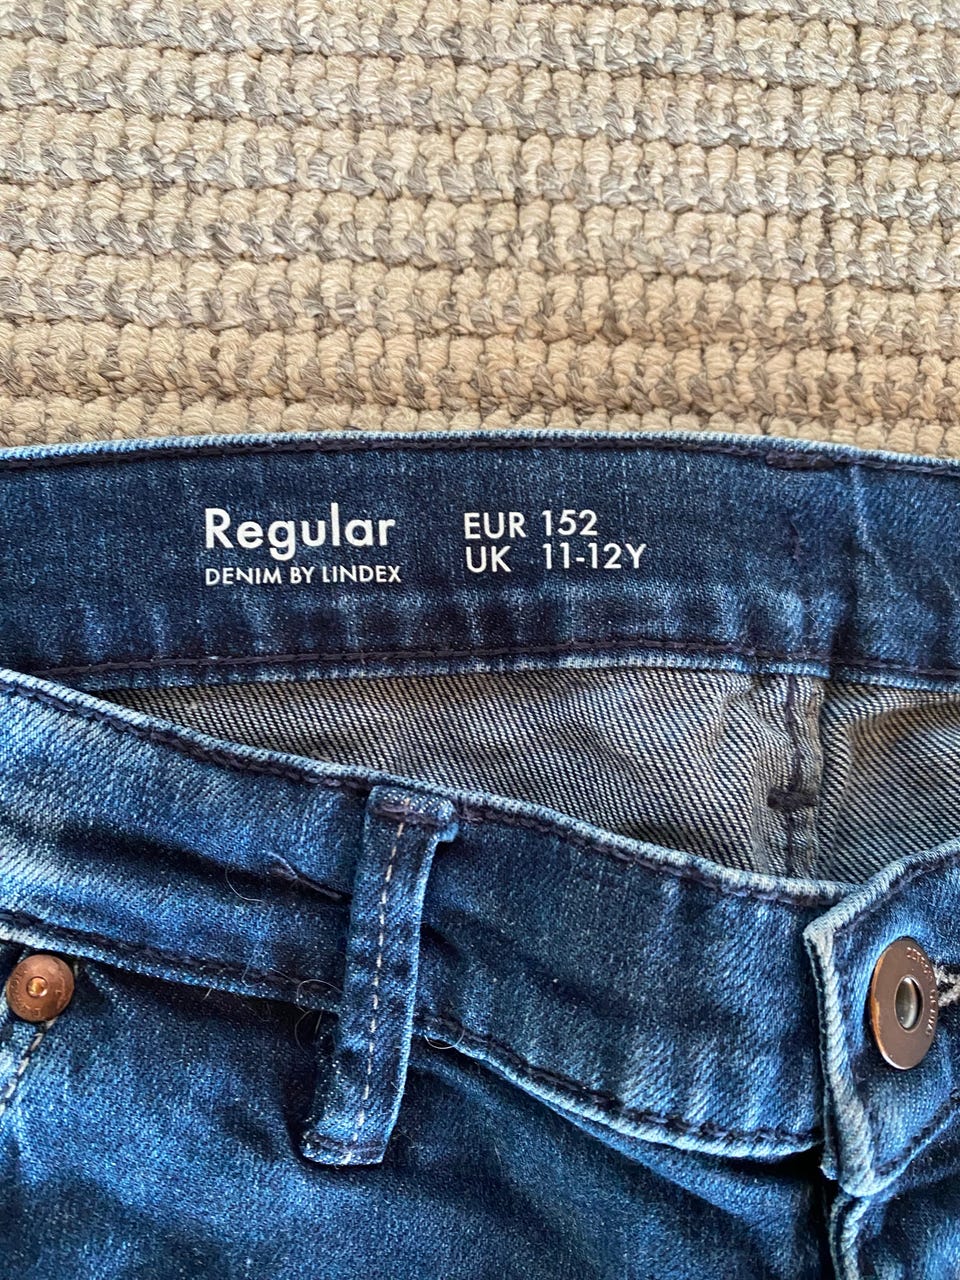 Regular
DENIM BY LINDEX
EUR 152
UK 11-12Y